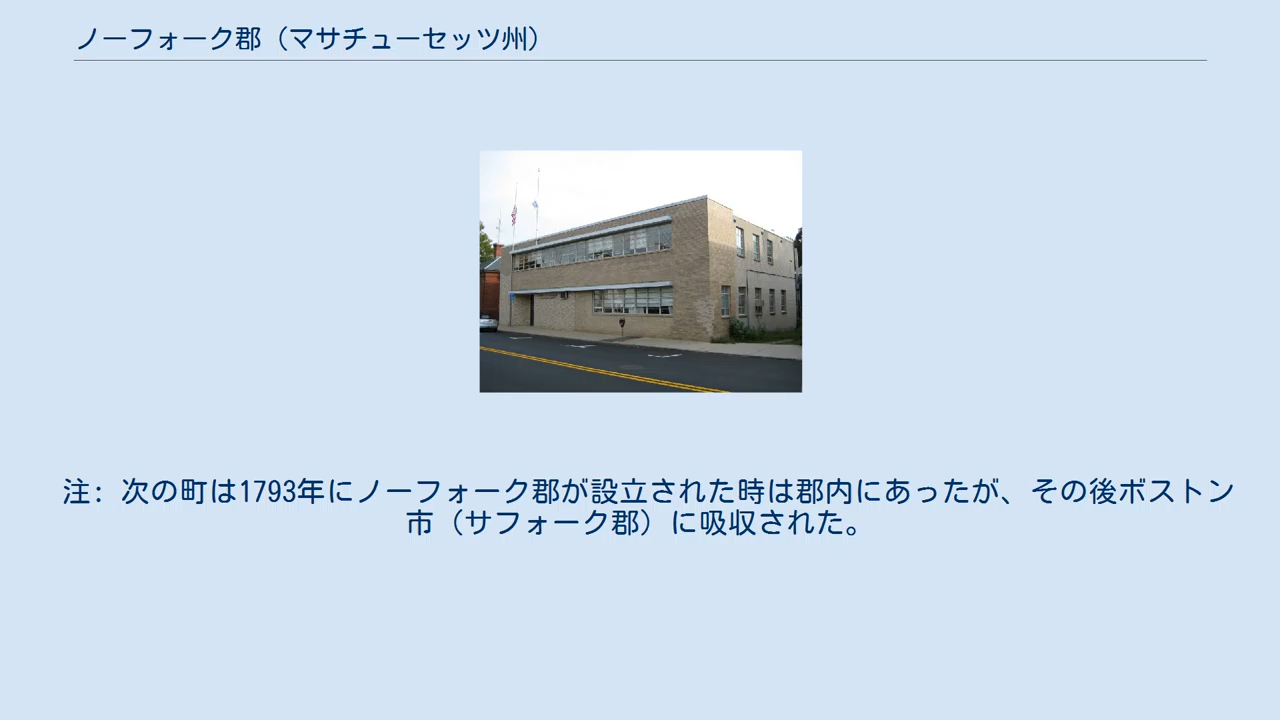 ノーフォーク郡（マサチューセッツ州）
注: 次の町は1793年にノーフォーク郡が設立された時は郡内にあったが、その後ボストン
市（サフォーク郡）に吸収された。